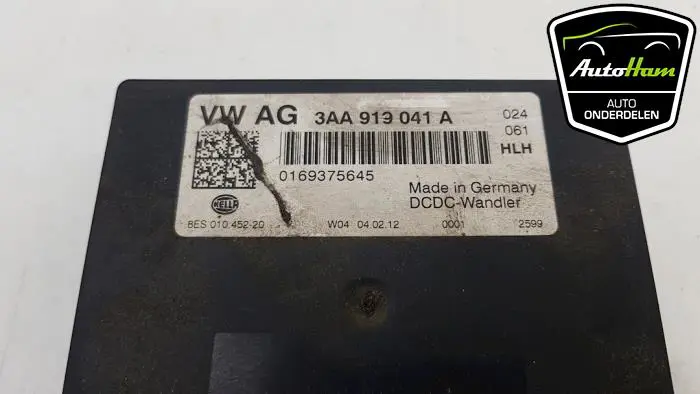 VW AG 3AA 919 041 A 024
061
HLH
0169375645
Made in Germany
DCDC-Wandler
HELLA
8ES 010 452-20 W04 04.02.12 0001 2599
AutoHam
AUTO
ONDERDELEN